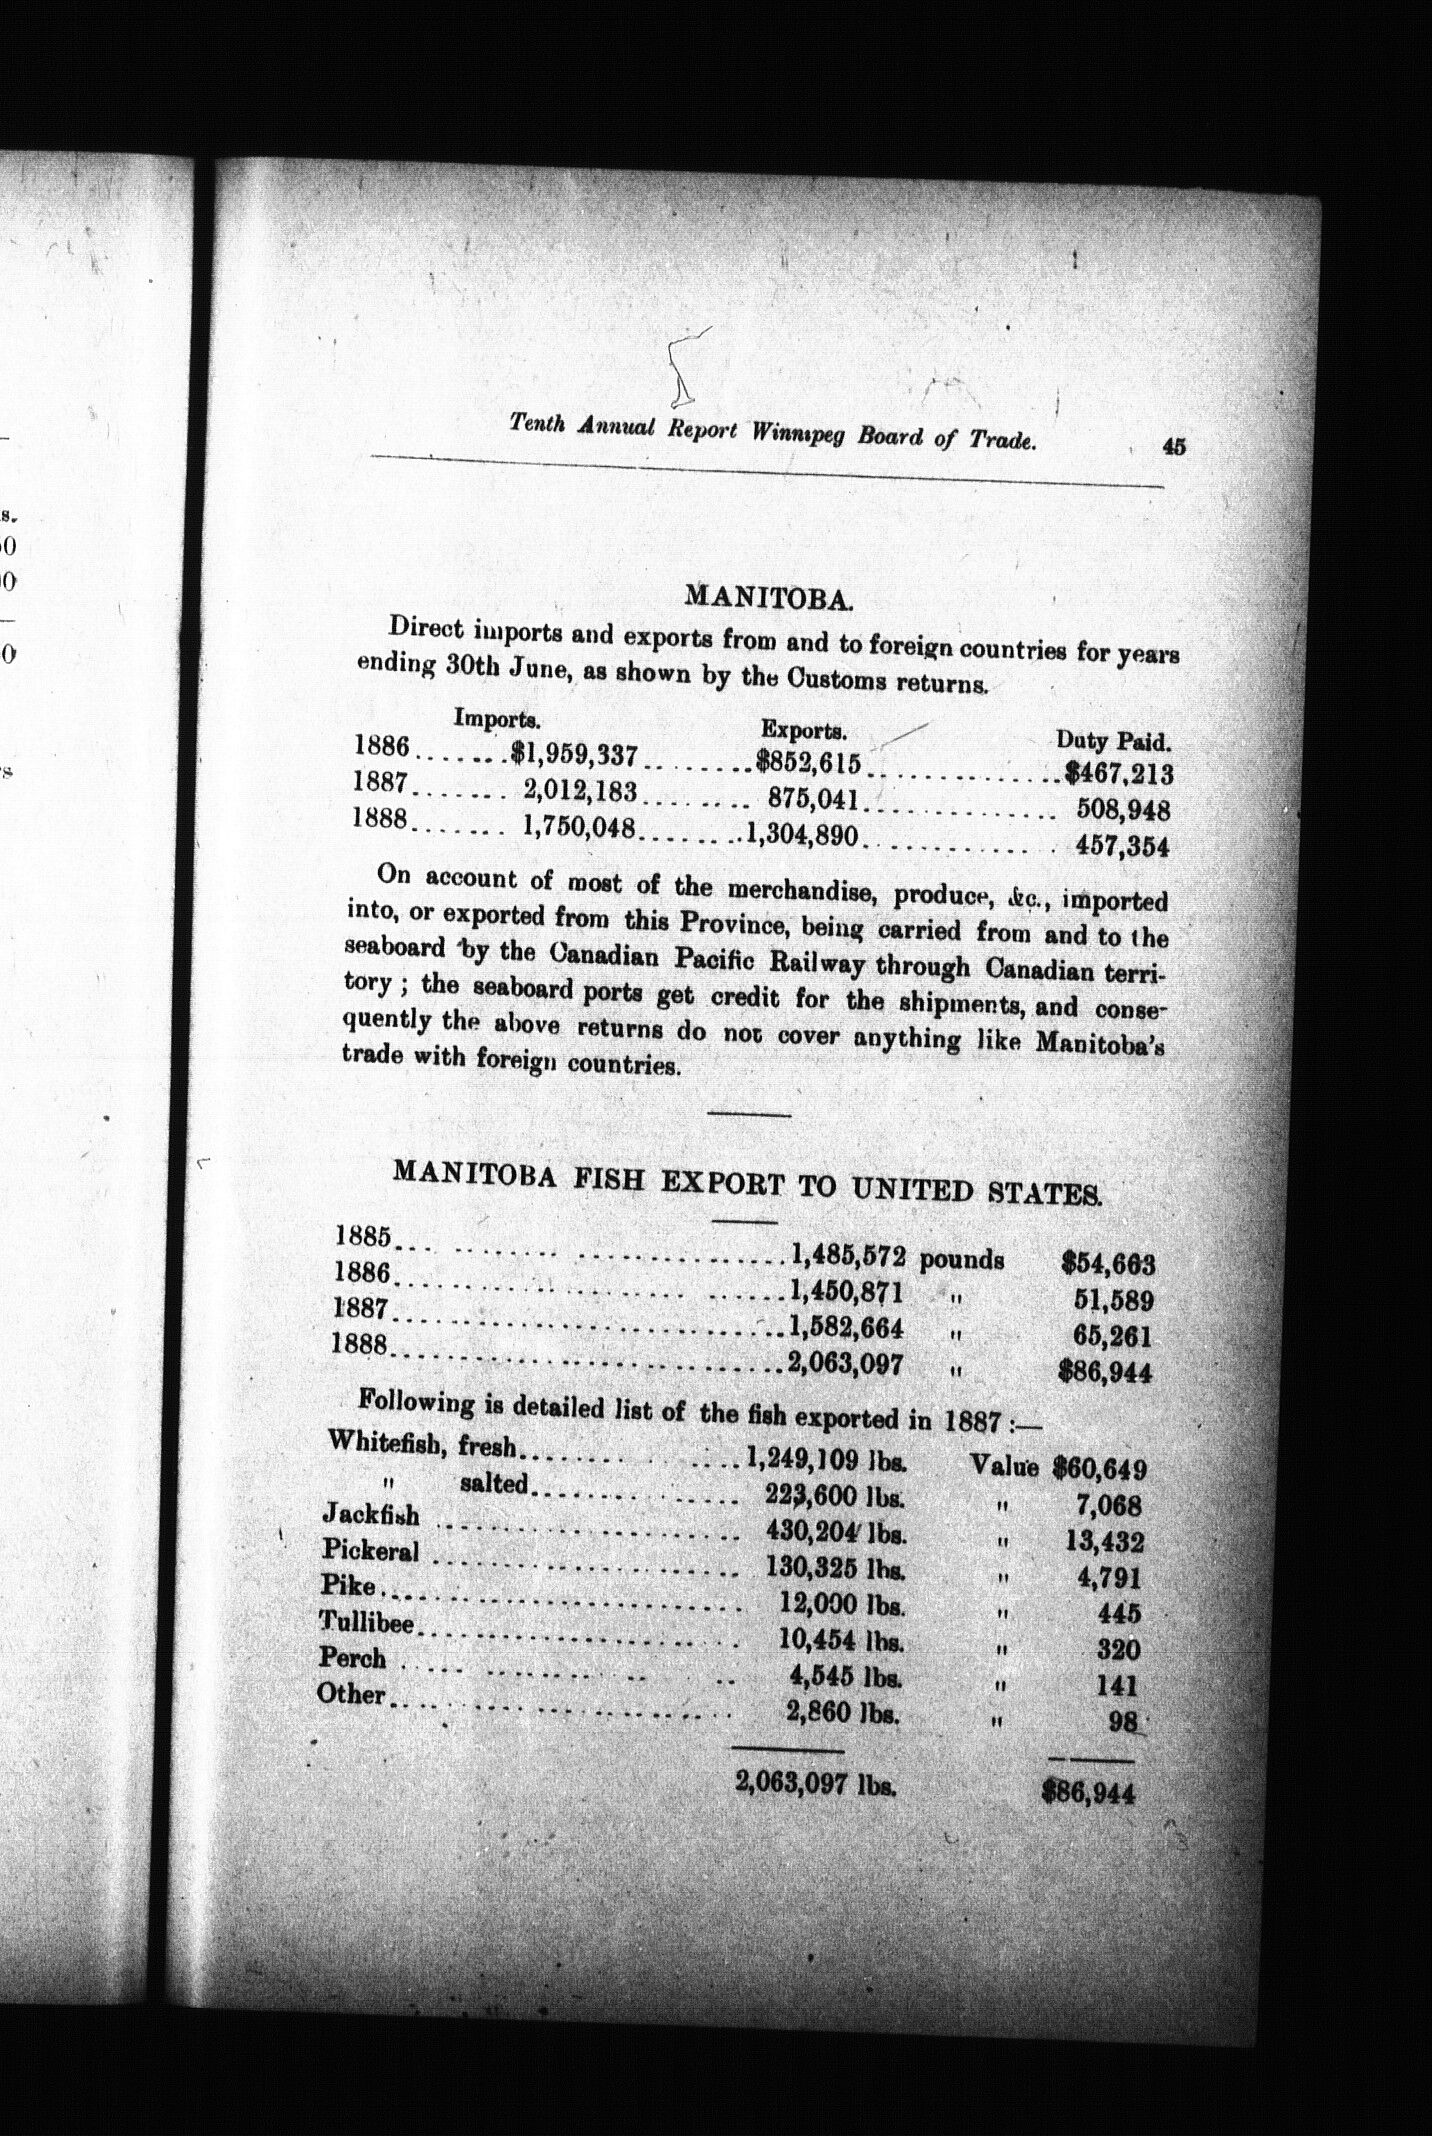 Tenth Annual Report Winnipeg Board of Trade. 45
MANITOBA.
Direct imports and exports from and to foreign countries for years
ending 30th June, as shown by the Customs returns.
Imports. Exports. Duty Paid.
1886.......$1,959,337........$852,615..............$467,213
1887....... 2,012,183........ 875,041.............. 508,948
1888....... 1,750,048........1,304,890.............. 457,354
On account of most of the merchandise, produce, &c., imported
into, or exported from this Province, being carried from and to the
seaboard by the Canadian Pacific Railway through Canadian terri-
tory ; the seaboard ports get credit for the shipments, and conse-
quently the above returns do not cover anything like Manitoba's
trade with foreign countries.
MANITOBA FISH EXPORT TO UNITED STATES.
1885..............................1,485,572 pounds $54,663
1886..............................1,450,871 " 51,589
1887..............................1,582,664 " 65,261
1888..............................2,063,097 " $86,944
Following is detailed list of the fish exported in 1887 :—
Whitefish, fresh..................1,249,109 lbs. Value $60,649
" salted.................. 223,600 lbs. " 7,068
Jackfish ......................... 430,204 lbs. " 13,432
Pickeral ......................... 130,325 lbs. " 4,791
Pike.............................. 12,000 lbs. " 445
Tullibee.......................... 10,454 lbs. " 320
Perch ............................ 4,545 lbs. " 141
Other............................. 2,860 lbs. " 98
2,063,097 lbs. $86,944